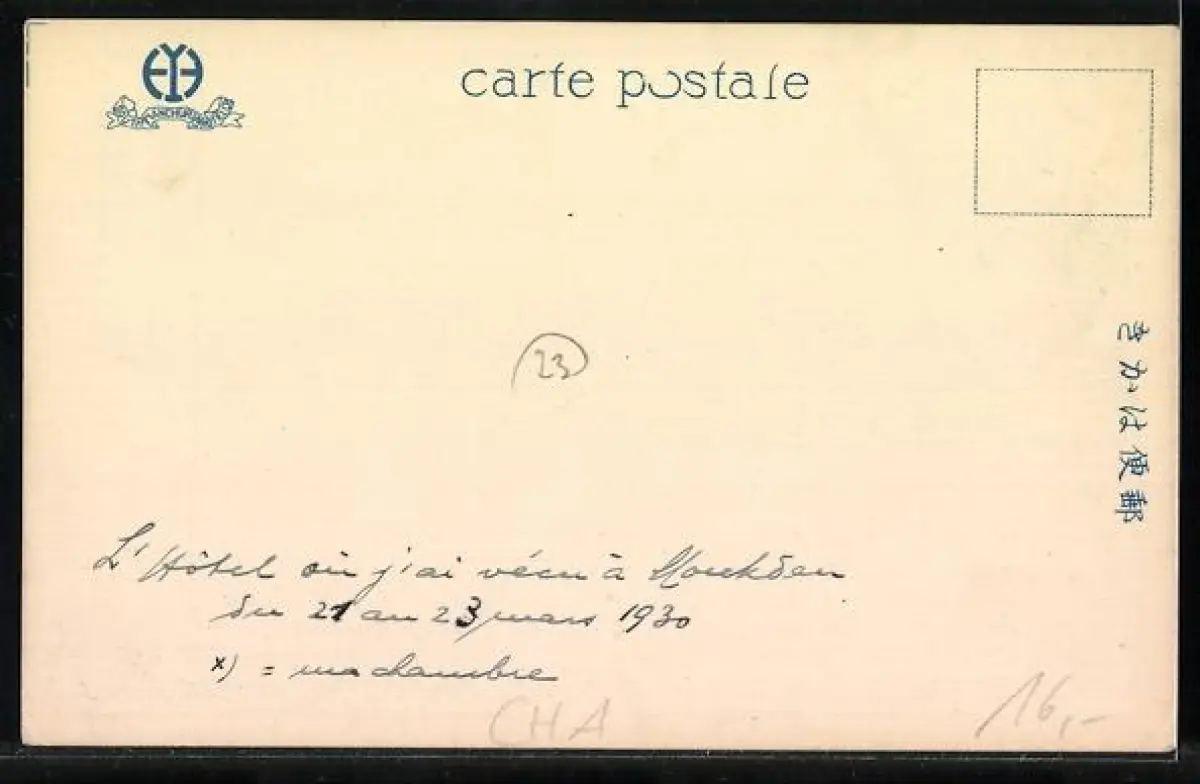 carte postale
郵便はかき
23
L'Hôtel où j'ai vécu à Moukden
du 21 au 23 mars 1930
x) = ma chambre
CHA
16,-